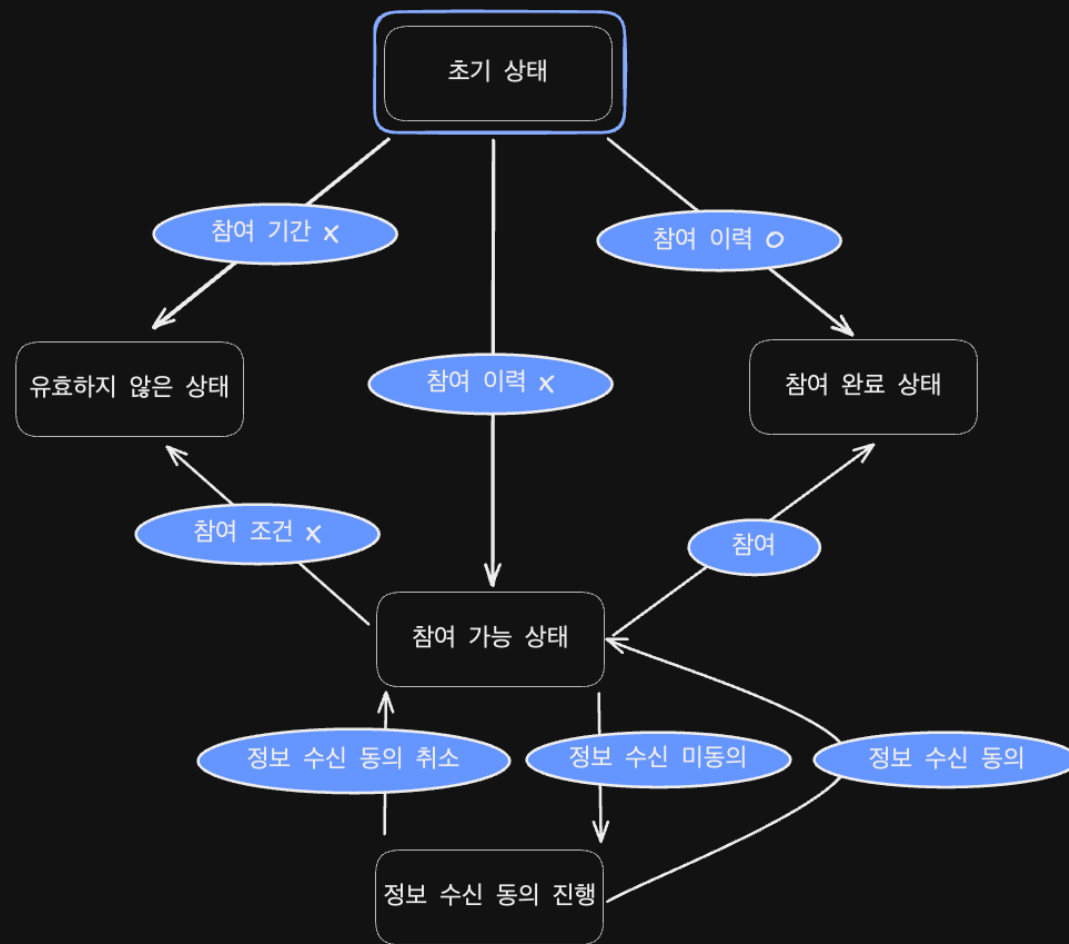 초기 상태
참여 기간 X
참여 이력 O
유효하지 않은 상태
참여 이력 X
참여 완료 상태
참여 조건 X
참여
참여 가능 상태
정보 수신 동의 취소
정보 수신 미동의
정보 수신 동의
정보 수신 동의 진행